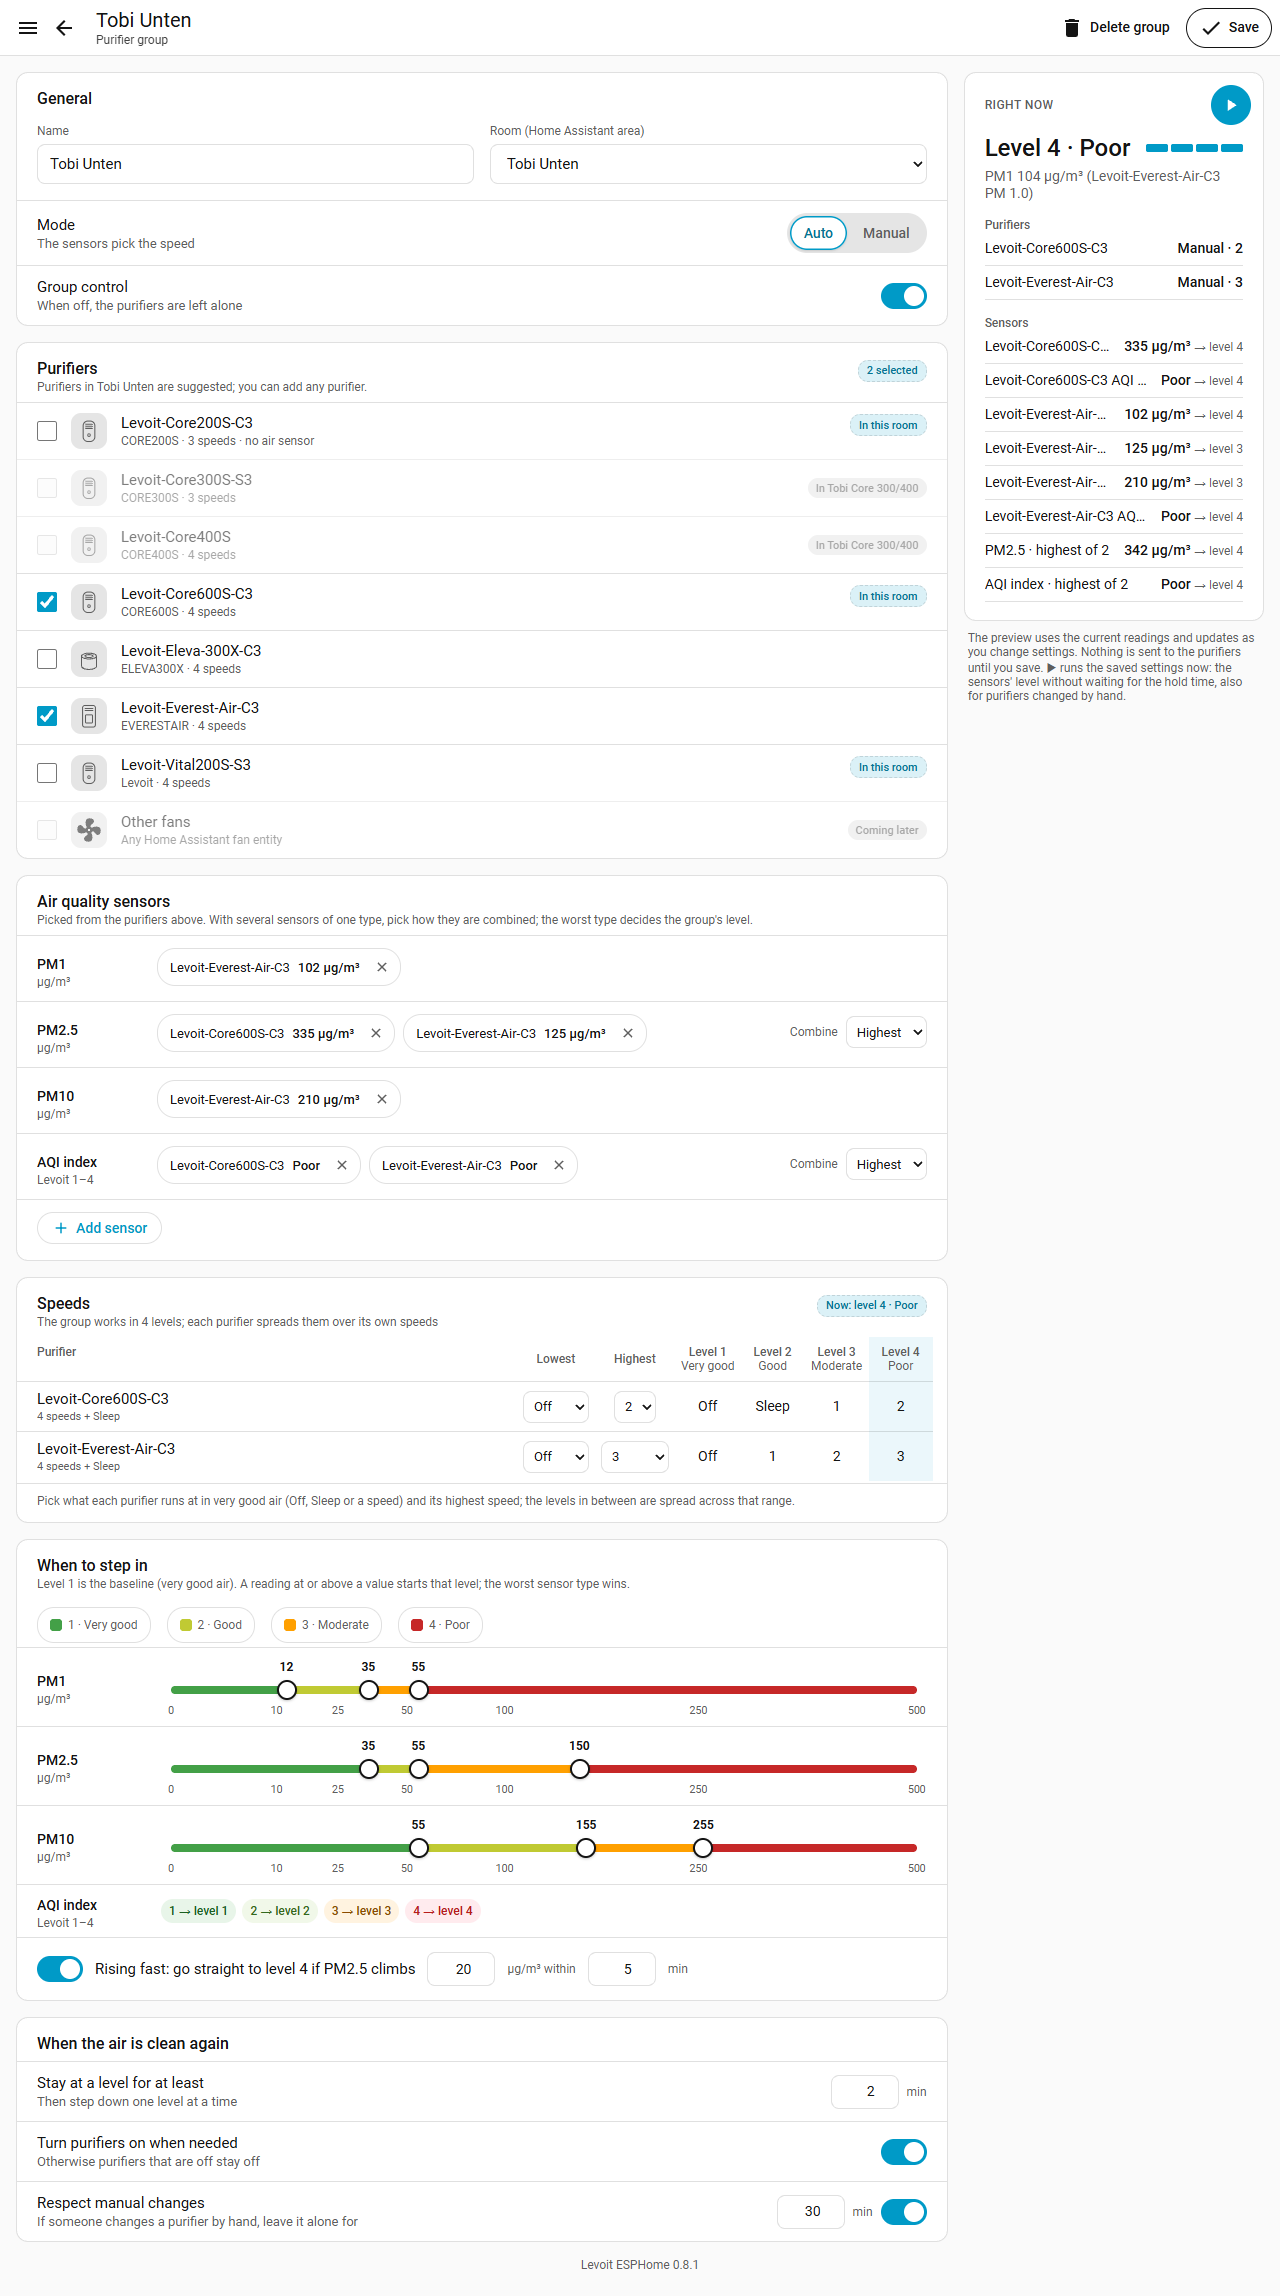 Tobi Unten
Purifier group
Delete group
Save
General
Name
Room (Home Assistant area)
Tobi Unten
Tobi Unten
Mode
The sensors pick the speed
Auto
Manual
Group control
When off, the purifiers are left alone
Purifiers
Purifiers in Tobi Unten are suggested; you can add any purifier.
2 selected
Levoit-Core200S-C3
CORE200S · 3 speeds · no air sensor
In this room
Levoit-Core300S-S3
CORE300S · 3 speeds
In Tobi Core 300/400
Levoit-Core400S
CORE400S · 4 speeds
In Tobi Core 300/400
Levoit-Core600S-C3
CORE600S · 4 speeds
In this room
Levoit-Eleva-300X-C3
ELEVA300X · 4 speeds
Levoit-Everest-Air-C3
EVERESTAIR · 4 speeds
Levoit-Vital200S-S3
Levoit · 4 speeds
In this room
Other fans
Any Home Assistant fan entity
Coming later
Air quality sensors
Picked from the purifiers above. With several sensors of one type, pick how they are combined; the worst type decides the group's level.
PM1
µg/m³
Levoit-Everest-Air-C3 102 µg/m³
PM2.5
µg/m³
Levoit-Core600S-C3 335 µg/m³
Levoit-Everest-Air-C3 125 µg/m³
Combine
Highest
PM10
µg/m³
Levoit-Everest-Air-C3 210 µg/m³
AQI index
Levoit 1–4
Levoit-Core600S-C3 Poor
Levoit-Everest-Air-C3 Poor
Combine
Highest
Add sensor
Speeds
The group works in 4 levels; each purifier spreads them over its own speeds
Now: level 4 · Poor
Purifier
Lowest
Highest
Level 1
Very good
Level 2
Good
Level 3
Moderate
Level 4
Poor
Levoit-Core600S-C3
4 speeds + Sleep
Off 2 Off Sleep 1 2
Levoit-Everest-Air-C3
4 speeds + Sleep
Off 3 Off 1 2 3
Pick what each purifier runs at in very good air (Off, Sleep or a speed) and its highest speed; the levels in between are spread across that range.
When to step in
Level 1 is the baseline (very good air). A reading at or above a value starts that level; the worst sensor type wins.
1 · Very good
2 · Good
3 · Moderate
4 · Poor
PM1
µg/m³
12 35 55
0 10 25 50 100 250 500
PM2.5
µg/m³
35 55 150
0 10 25 50 100 250 500
PM10
µg/m³
55 155 255
0 10 25 50 100 250 500
AQI index
Levoit 1–4
1 → level 1
2 → level 2
3 → level 3
4 → level 4
Rising fast: go straight to level 4 if PM2.5 climbs 20 µg/m³ within 5 min
When the air is clean again
Stay at a level for at least
Then step down one level at a time
2 min
Turn purifiers on when needed
Otherwise purifiers that are off stay off
Respect manual changes
If someone changes a purifier by hand, leave it alone for
30 min
Levoit ESPHome 0.8.1
RIGHT NOW
Level 4 · Poor
PM1 104 µg/m³ (Levoit-Everest-Air-C3
PM 1.0)
Purifiers
Levoit-Core600S-C3 Manual · 2
Levoit-Everest-Air-C3 Manual · 3
Sensors
Levoit-Core600S-C... 335 µg/m³ → level 4
Levoit-Core600S-C3 AQI ... Poor → level 4
Levoit-Everest-Air-... 102 µg/m³ → level 4
Levoit-Everest-Air-... 125 µg/m³ → level 3
Levoit-Everest-Air-... 210 µg/m³ → level 3
Levoit-Everest-Air-C3 AQ... Poor → level 4
PM2.5 · highest of 2 342 µg/m³ → level 4
AQI index · highest of 2 Poor → level 4
The preview uses the current readings and updates as
you change settings. Nothing is sent to the purifiers
until you save. ▶ runs the saved settings now: the
sensors' level without waiting for the hold time, also
for purifiers changed by hand.